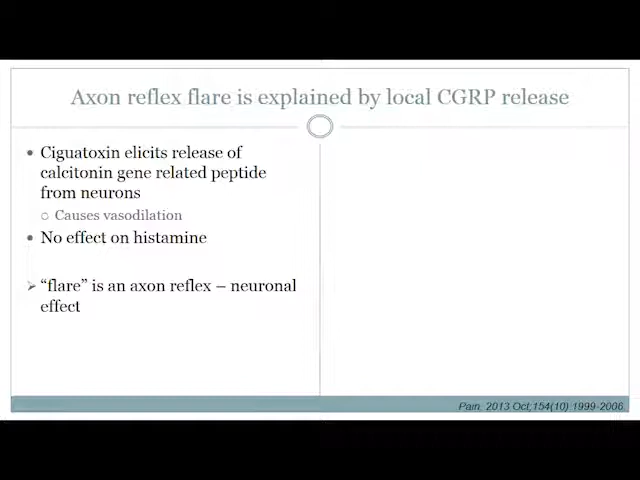 Axon reflex flare is explained by local CGRP release
• Ciguatoxin elicits release of
calcitonin gene related peptide
from neurons
○ Causes vasodilation
• No effect on histamine
➢ “flare” is an axon reflex – neuronal
effect
Pain. 2013 Oct;154(10):1999-2006